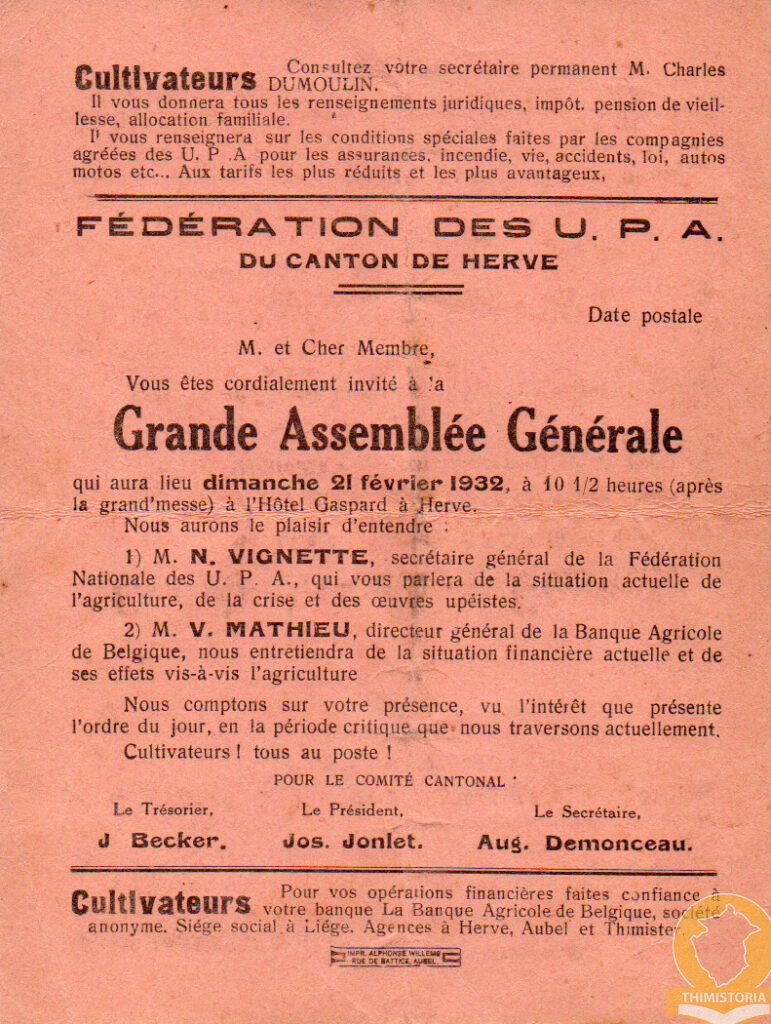 Cultivateurs Consultez votre secrétaire permanent M. Charles
DUMOULIN.
Il vous donnera tous les renseignements juridiques, impôt. pension de vieil-
lesse, allocation familiale.
Il vous renseignera sur les conditions spéciales faites par les compagnies
agréées des U. P .A pour les assurances, incendie, vie, accidents, loi, autos
motos etc... Aux tarifs les plus réduits et les plus avantageux,
FÉDÉRATION DES U. P. A.
DU CANTON DE HERVE
Date postale
M. et Cher Membre,
Vous êtes cordialement invité à la
Grande Assemblée Générale
qui aura lieu dimanche 21 février 1932, à 10 1/2 heures (après
la grand'messe) à l'Hôtel Gaspard à Herve.
Nous aurons le plaisir d'entendre :
1) M. N. VIGNETTE, secrétaire général de la Fédération
Nationale des U. P. A., qui vous parlera de la situation actuelle de
l'agriculture, de la crise et des œuvres upéistes.
2) M. V. MATHIEU, directeur général de la Banque Agricole
de Belgique, nous entretiendra de la situation financière actuelle et de
ses effets vis-à-vis l'agriculture
Nous comptons sur votre présence, vu l'intérêt que présente
l'ordre du jour, en la période critique que nous traversons actuellement.
Cultivateurs ! tous au poste !
POUR LE COMITÉ CANTONAL
Le Trésorier, Le Président, Le Secrétaire,
J Becker. Jos. Jonlet. Aug. Demonceau.
Cultivateurs Pour vos opérations financières faites confiance à
votre banque La Banque Agricole de Belgique, société
anonyme. Siége social à Liége. Agences à Herve, Aubel et Thimister.
IMPR. ALPHONSE WILLEMS
RUE DE BATTICE, AUBEL
THIMISTORIA